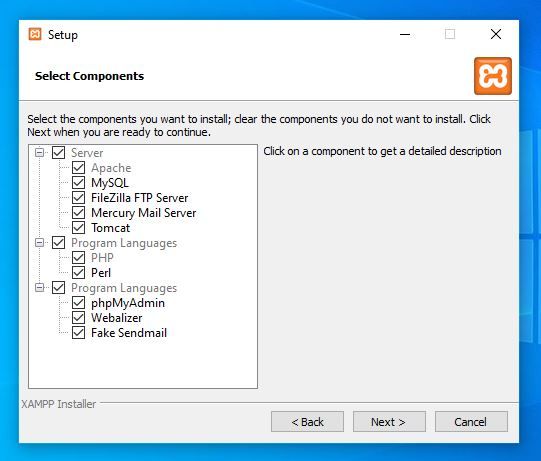 Setup
Select Components
Select the components you want to install; clear the components you do not want to install. Click
Next when you are ready to continue.
Server
Apache
MySQL
FileZilla FTP Server
Mercury Mail Server
Tomcat
Program Languages
PHP
Perl
Program Languages
phpMyAdmin
Webalizer
Fake Sendmail
Click on a component to get a detailed description
XAMPP Installer
< Back
Next >
Cancel